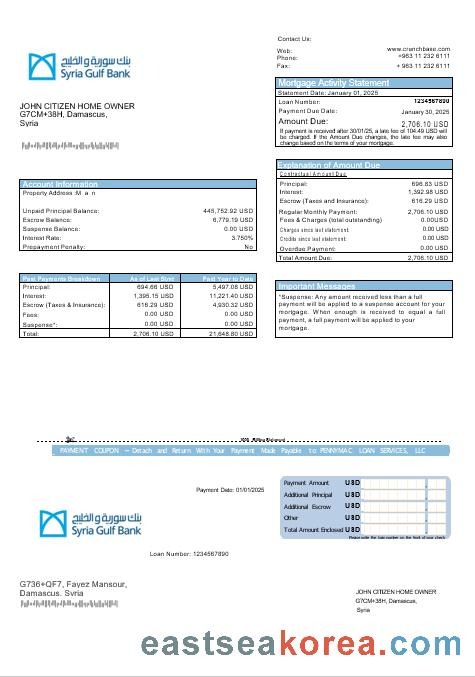 Contact Us:
Web: www.crunchbase.com
Phone: +963 11 232 6111
Fax: + 963 11 232 6111
بنك سورية و الخليج
Syria Gulf Bank
JOHN CITIZEN HOME OWNER
G7CM+38H, Damascus,
Syria
Mortgage Activity Statement
Statement Date: January 01, 2025
Loan Number: 1234567890
Payment Due Date: January 30, 2025
Amount Due: 2,706.10 USD
If payment is received after 30/01/25, a late fee of 104.49 USD will
be charged. If the Amount Due changes, the late fee may also
change based on the terms of your mortgage.
Account Information
Property Address :M a n
Unpaid Principal Balance: 445,752.92 USD
Escrow Balance: 6,779.19 USD
Suspense Balance: 0.00 USD
Interest Rate: 3.750%
Prepayment Penalty: No
Explanation of Amount Due
Contractual Amount Due
Principal: 696.83 USD
Interest: 1,392.98 USD
Escrow (Taxes and Insurance): 616.29 USD
Regular Monthly Payment: 2,706.10 USD
Fees & Charges (total outstanding) 0.00USD
Charges since last statement: 0.00 USD
Credits since last statement: 0.00 USD
Overdue Payment: 0.00 USD
Total Amount Due: 2,706.10 USD
Past Payments Breakdown As of Last Stmt Paid Year to Date
Principal: 694.66 USD 5,497.08 USD
Interest: 1,395.15 USD 11,221.40 USD
Escrow (Taxes & Insurance): 616.29 USD 4,930.32 USD
Fees: 0.00 USD 0.00 USD
Suspense*: 0.00 USD 0.00 USD
Total: 2,706.10 USD 21,648.80 USD
Important Messages
*Suspense: Any amount received less than a full
payment will be applied to a suspense account for your
mortgage. When enough is received to equal a full
payment, a full payment will be applied to your
mortgage.
PAYMENT COUPON – Detach and Return With Your Payment Made Payable to: PENNYMAC LOAN SERVICES, LLC
Payment Date: 01/01/2025
Payment Amount USD
Additional Principal USD
Additional Escrow USD
Other USD
Total Amount Enclosed USD
Please write the loan number on the front of your check
بنك سورية و الخليج
Syria Gulf Bank
Loan Number: 1234567890
G736+QF7, Fayez Mansour,
Damascus. Syria
JOHN CITIZEN HOME OWNER
G7CM+38H, Damascus,
Syria
eastseakorea.com